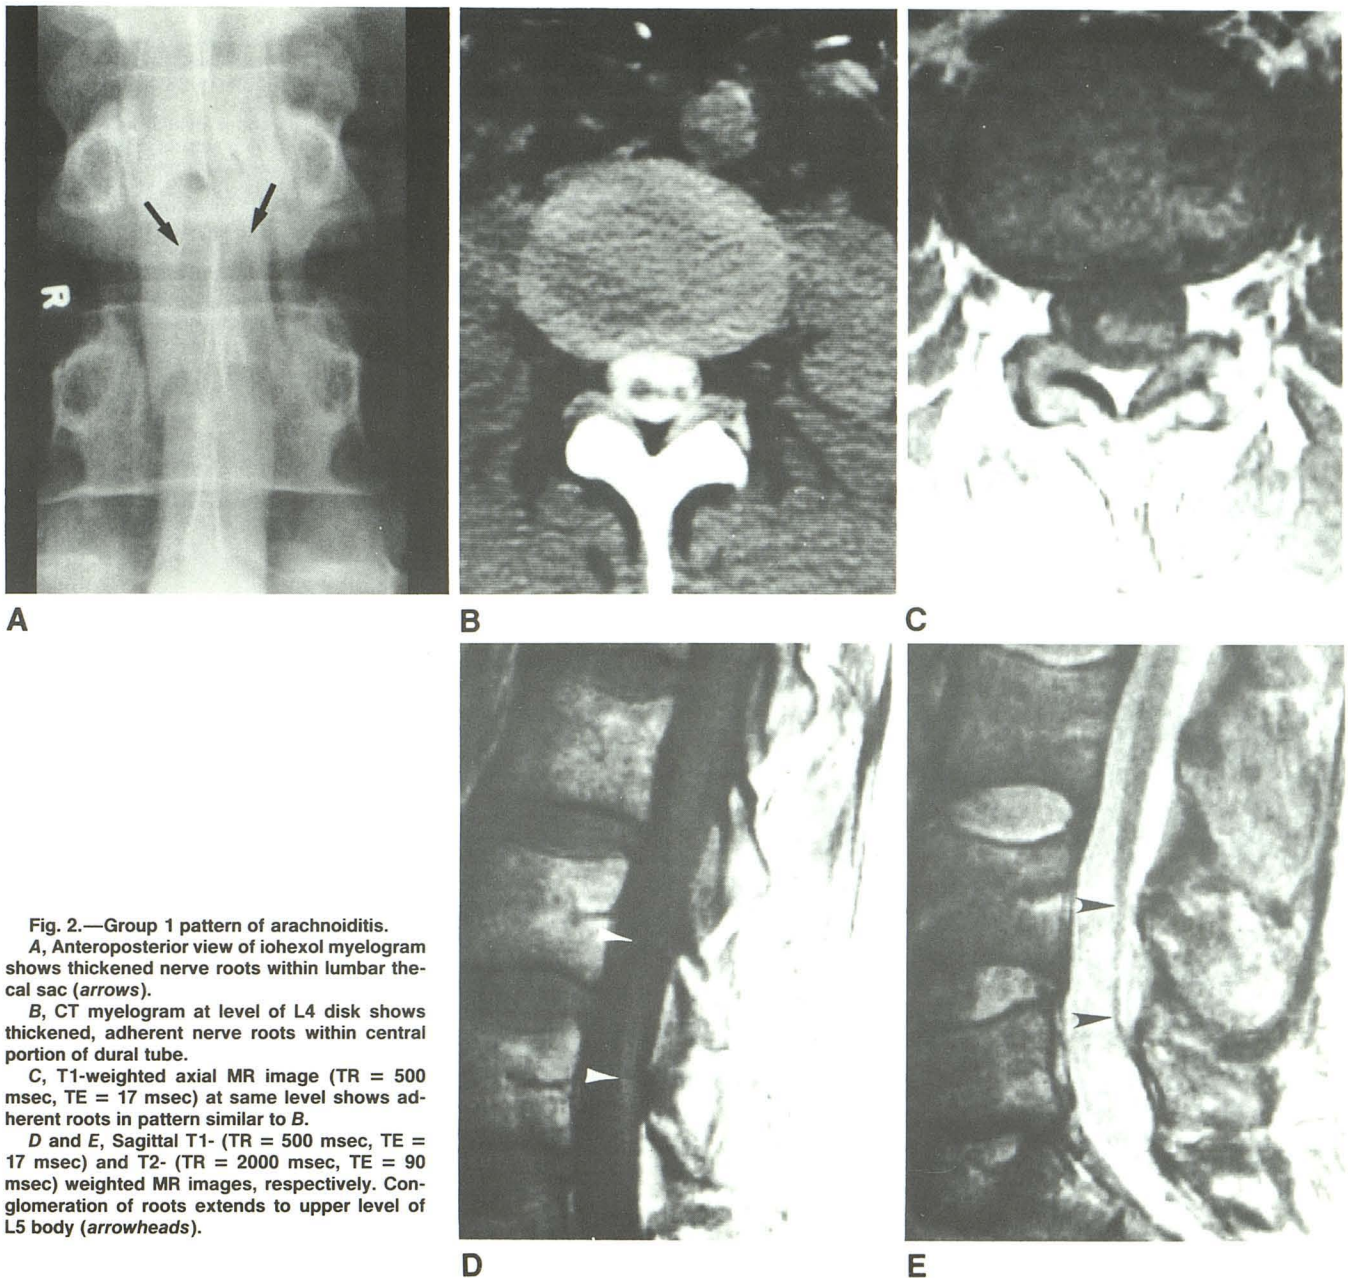 R
A
B
C
Fig. 2.—Group 1 pattern of arachnoiditis.
A, Anteroposterior view of iohexol myelogram
shows thickened nerve roots within lumbar the-
cal sac (arrows).
B, CT myelogram at level of L4 disk shows
thickened, adherent nerve roots within central
portion of dural tube.
C, T1-weighted axial MR image (TR = 500
msec, TE = 17 msec) at same level shows ad-
herent roots in pattern similar to B.
D and E, Sagittal T1- (TR = 500 msec, TE =
17 msec) and T2- (TR = 2000 msec, TE = 90
msec) weighted MR images, respectively. Con-
glomeration of roots extends to upper level of
L5 body (arrowheads).
D
E